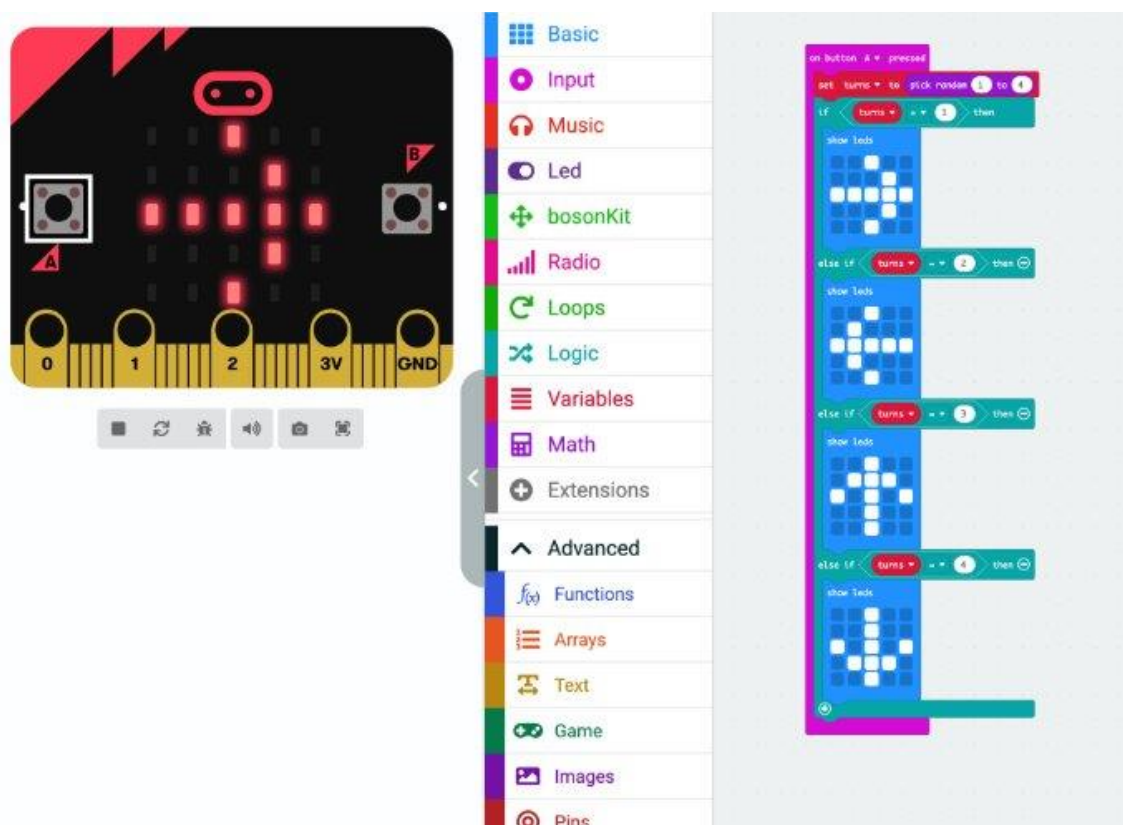 A
B
0
1
2
3V
GND
Basic
Input
Music
Led
bosonKit
Radio
Loops
Logic
Variables
Math
Extensions
Advanced
f(x) Functions
Arrays
Text
Game
Images
Pins
on button A pressed
set turns to pick random 1 to 4
if turns = 1 then
show leds
else if turns = 2 then
show leds
else if turns = 3 then
show leds
else if turns = 4 then
show leds